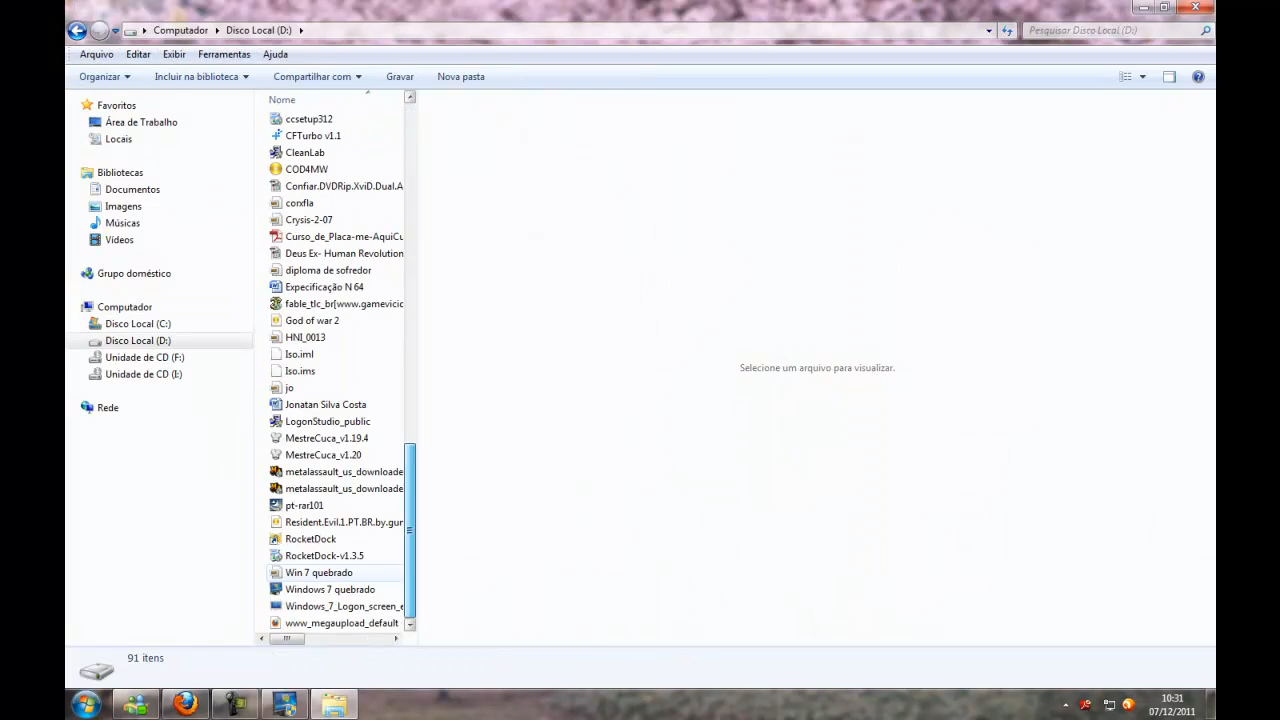 Computador
Disco Local (D:)
Pesquisar Disco Local (D:)
Arquivo
Editar
Exibir
Ferramentas
Ajuda
Organizar
Incluir na biblioteca
Compartilhar com
Gravar
Nova pasta
Favoritos
Área de Trabalho
Locais
Bibliotecas
Documentos
Imagens
Músicas
Vídeos
Grupo doméstico
Computador
Disco Local (C:)
Disco Local (D:)
Unidade de CD (F:)
Unidade de CD (I:)
Rede
Nome
ccsetup312
CFTurbo v1.1
CleanLab
COD4MW
Confiar.DVDRip.XviD.Dual.A
corxfla
Crysis-2-07
Curso_de_Placa-me-AquiCu
Deus Ex- Human Revolution
diploma de sofredor
Expecificação N 64
fable_tlc_br[www.gamevicio
God of war 2
HNI_0013
Iso.iml
Iso.ims
jo
Jonatan Silva Costa
LogonStudio_public
MestreCuca_v1.19.4
MestreCuca_v1.20
metalassault_us_downloade
metalassault_us_downloade
pt-rar101
Resident.Evil.1.PT.BR.by.gun
RocketDock
RocketDock-v1.3.5
Win 7 quebrado
Windows 7 quebrado
Windows_7_Logon_screen_e
www_megaupload_default
Selecione um arquivo para visualizar.
91 itens
10:31
07/12/2011